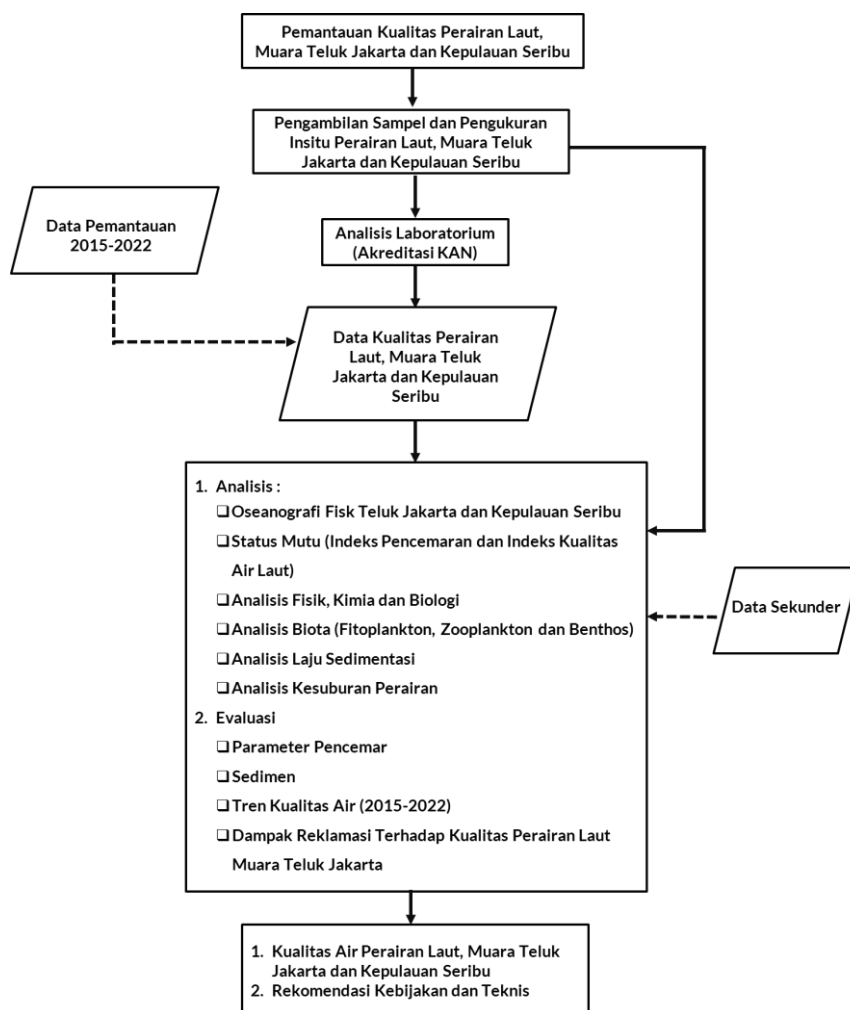 Pemantauan Kualitas Perairan Laut,
Muara Teluk Jakarta dan Kepulauan Seribu
Pengambilan Sampel dan Pengukuran
Insitu Perairan Laut, Muara Teluk
Jakarta dan Kepulauan Seribu
Data Pemantauan
2015-2022
Analisis Laboratorium
(Akreditasi KAN)
Data Kualitas Perairan
Laut, Muara Teluk
Jakarta dan Kepulauan
Seribu
1. Analisis :
❑Oseanografi Fisk Teluk Jakarta dan Kepulauan Seribu
❑Status Mutu (Indeks Pencemaran dan Indeks Kualitas
Air Laut)
❑Analisis Fisik, Kimia dan Biologi
❑Analisis Biota (Fitoplankton, Zooplankton dan Benthos)
❑Analisis Laju Sedimentasi
❑Analisis Kesuburan Perairan
2. Evaluasi
❑Parameter Pencemar
❑Sedimen
❑Tren Kualitas Air (2015-2022)
❑Dampak Reklamasi Terhadap Kualitas Perairan Laut
Muara Teluk Jakarta
Data Sekunder
1. Kualitas Air Perairan Laut, Muara Teluk
Jakarta dan Kepulauan Seribu
2. Rekomendasi Kebijakan dan Teknis